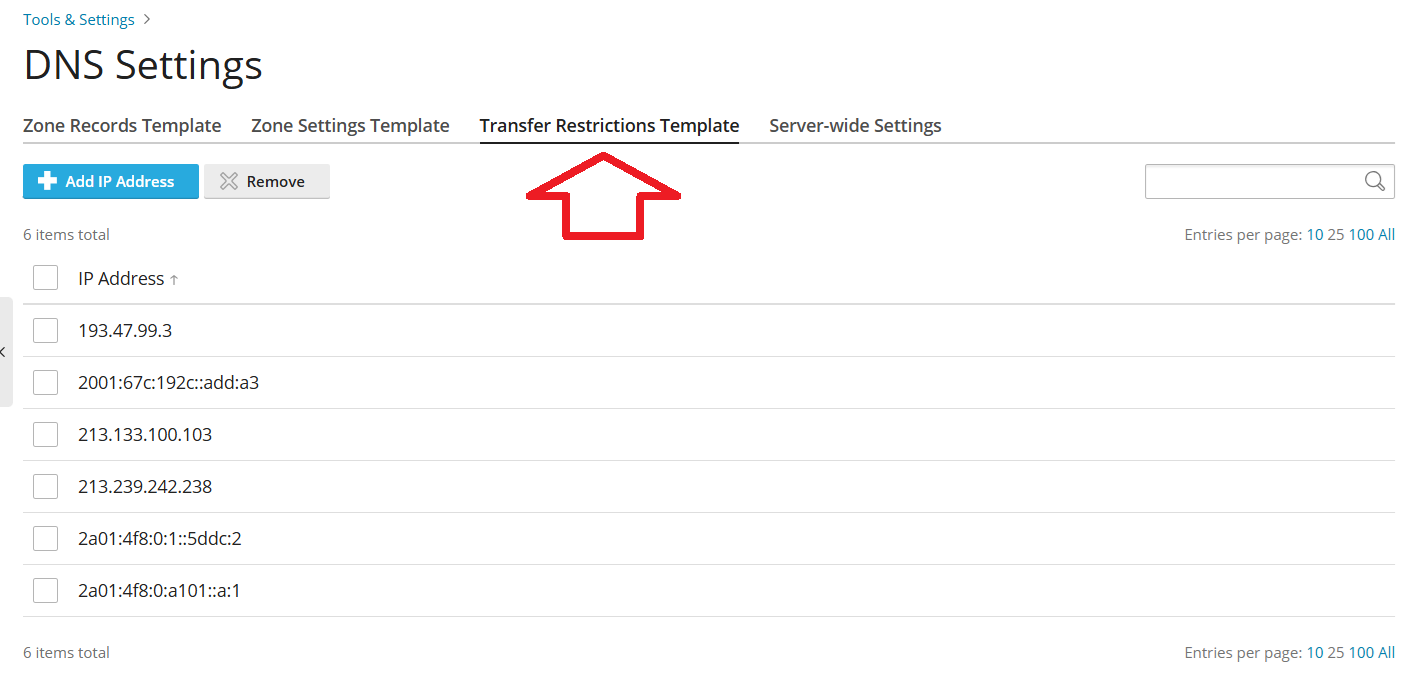 Tools & Settings >
DNS Settings
Zone Records Template Zone Settings Template Transfer Restrictions Template Server-wide Settings
Add IP Address Remove
6 items total Entries per page: 10 25 100 All
IP Address ↑
193.47.99.3
2001:67c:192c::add:a3
213.133.100.103
213.239.242.238
2a01:4f8:0:1::5ddc:2
2a01:4f8:0:a101::a:1
6 items total Entries per page: 10 25 100 All